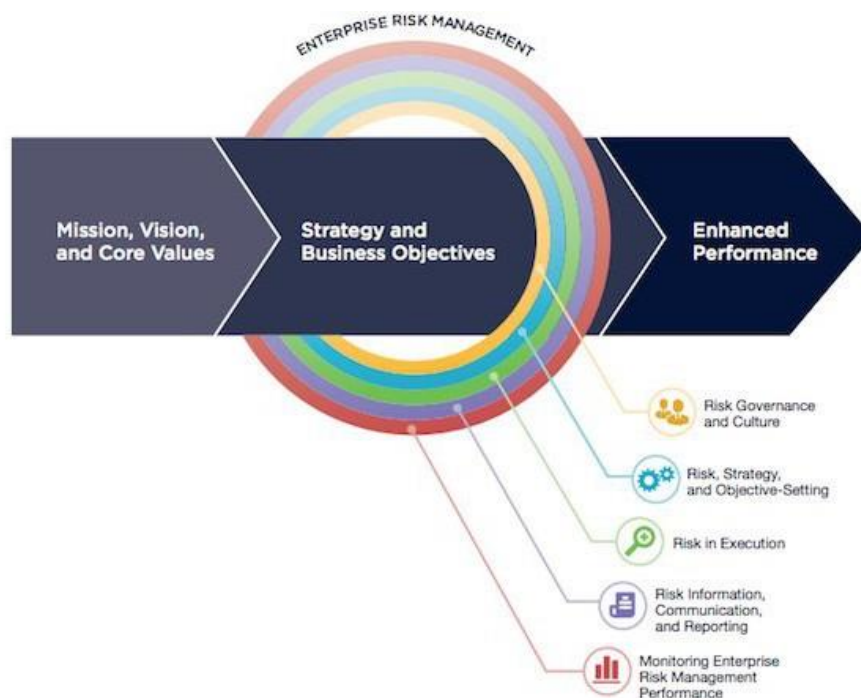 ENTERPRISE RISK MANAGEMENT
Mission, Vision,
and Core Values
Strategy and
Business Objectives
Enhanced
Performance
Risk Governance
and Culture
Risk, Strategy,
and Objective-Setting
Risk in Execution
Risk Information,
Communication,
and Reporting
Monitoring Enterprise
Risk Management
Performance